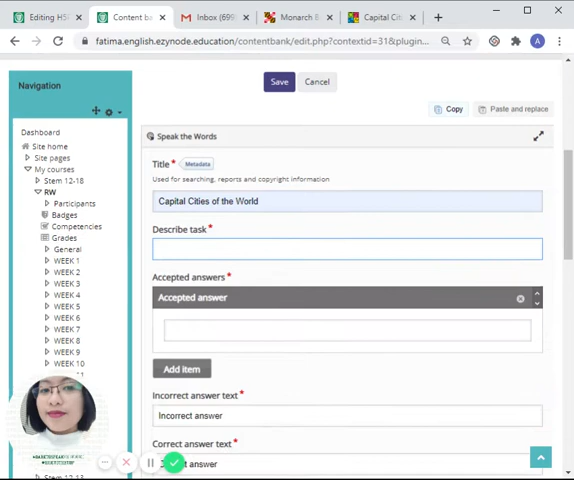 Editing H5
Content ba
Inbox (699
Monarch &
Capital Citi
fatima.english.ezynode.education/contentbank/edit.php?contextid=31&plugin
A
Navigation
Save
Cancel
Copy
Paste and replace
Dashboard
Site home
Site pages
My courses
Stem 12-18
RW
Participants
Badges
Competencies
Grades
General
WEEK 1
WEEK 2
WEEK 3
WEEK 4
WEEK 5
WEEK 6
WEEK 7
WEEK 8
WEEK 9
WEEK 10
Speak the Words
Title *
Metadata
Used for searching, reports and copyright information
Capital Cities of the World
Describe task *
Accepted answers *
Accepted answer
Add item
Incorrect answer text *
Incorrect answer
Correct answer text *
answer
Stem 12-13